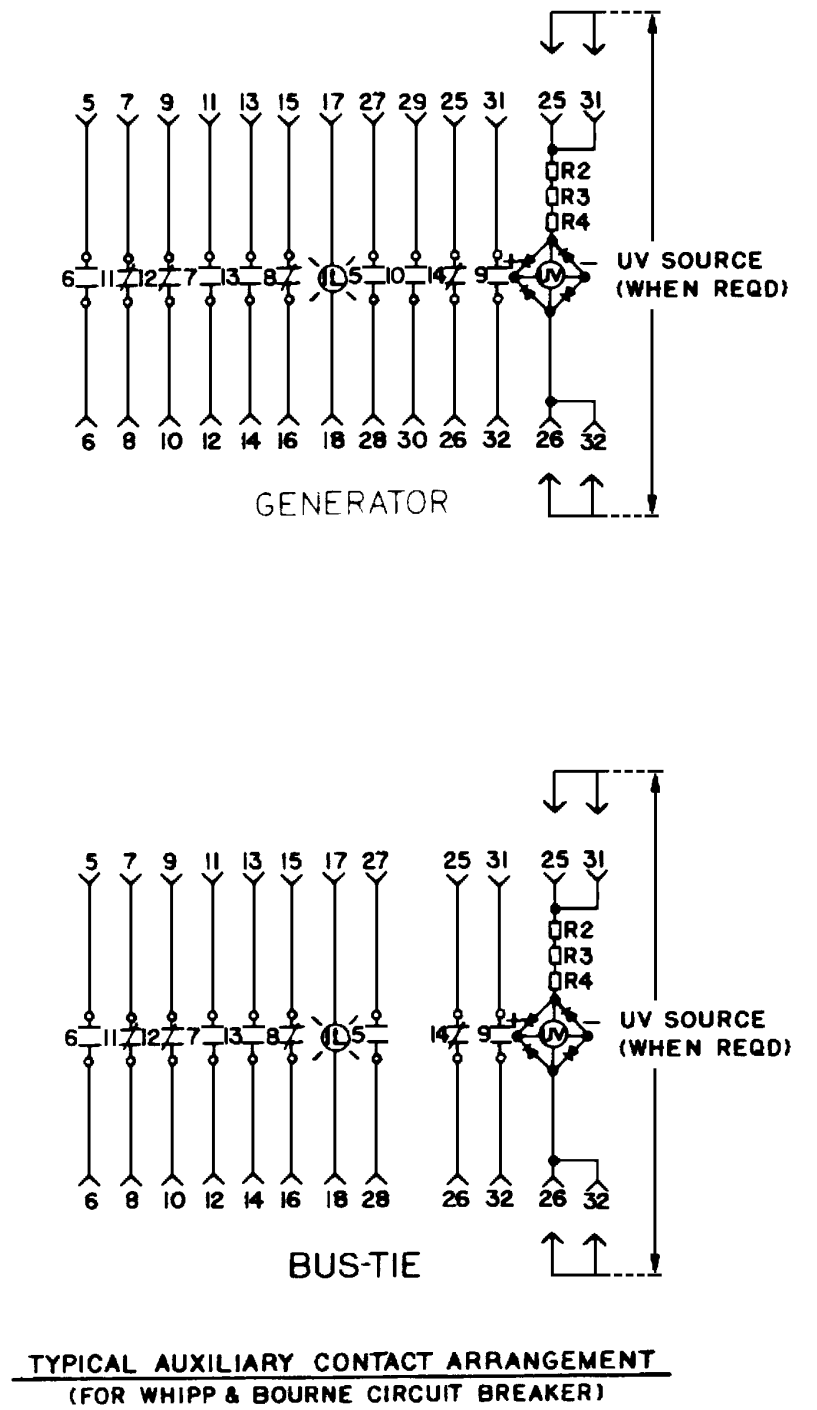 5 7 9 11 13 15 17 27 29 25 31 25 31
R2
R3
R4
6 11 12 7 13 8 IL 5 10 14 9 + UV − UV SOURCE
(WHEN REQD)
6 8 10 12 14 16 18 28 30 26 32 26 32
GENERATOR
5 7 9 11 13 15 17 27 25 31 25 31
R2
R3
R4
6 11 12 7 13 8 IL 5 14 9 + UV − UV SOURCE
(WHEN REQD)
6 8 10 12 14 16 18 28 26 32 26 32
BUS-TIE
TYPICAL AUXILIARY CONTACT ARRANGEMENT
(FOR WHIPP & BOURNE CIRCUIT BREAKER)